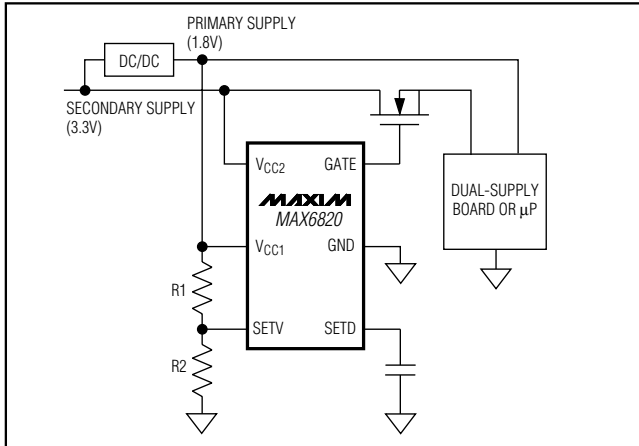 PRIMARY SUPPLY
(1.8V)
DC/DC
SECONDARY SUPPLY
(3.3V)
VCC2
GATE
MAXIM
MAX6820
DUAL-SUPPLY
BOARD OR μP
VCC1
GND
R1
SETV
SETD
R2